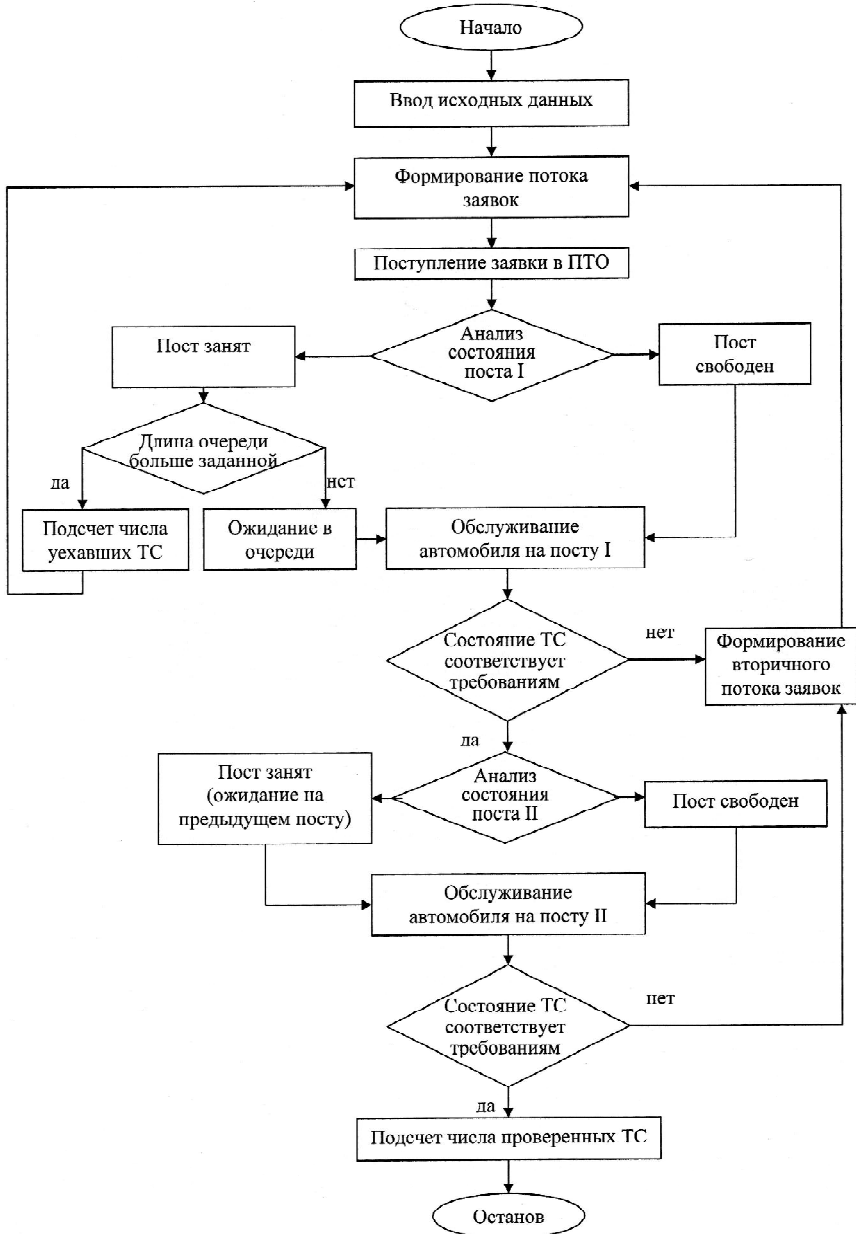 Начало
Ввод исходных данных
Формирование потока
заявок
Поступление заявки в ПТО
Анализ
состояния
поста I
Пост занят
Пост
свободен
Длина очереди
больше заданной
да
нет
Подсчет числа
уехавших ТС
Ожидание в
очереди
Обслуживание
автомобиля на посту I
Состояние ТС
соответствует
требованиям
нет
Формирование
вторичного
потока заявок
да
Пост занят
(ожидание на
предыдущем посту)
Анализ
состояния
поста II
Пост свободен
Обслуживание
автомобиля на посту II
Состояние ТС
соответствует
требованиям
нет
да
Подсчет числа проверенных ТС
Останов